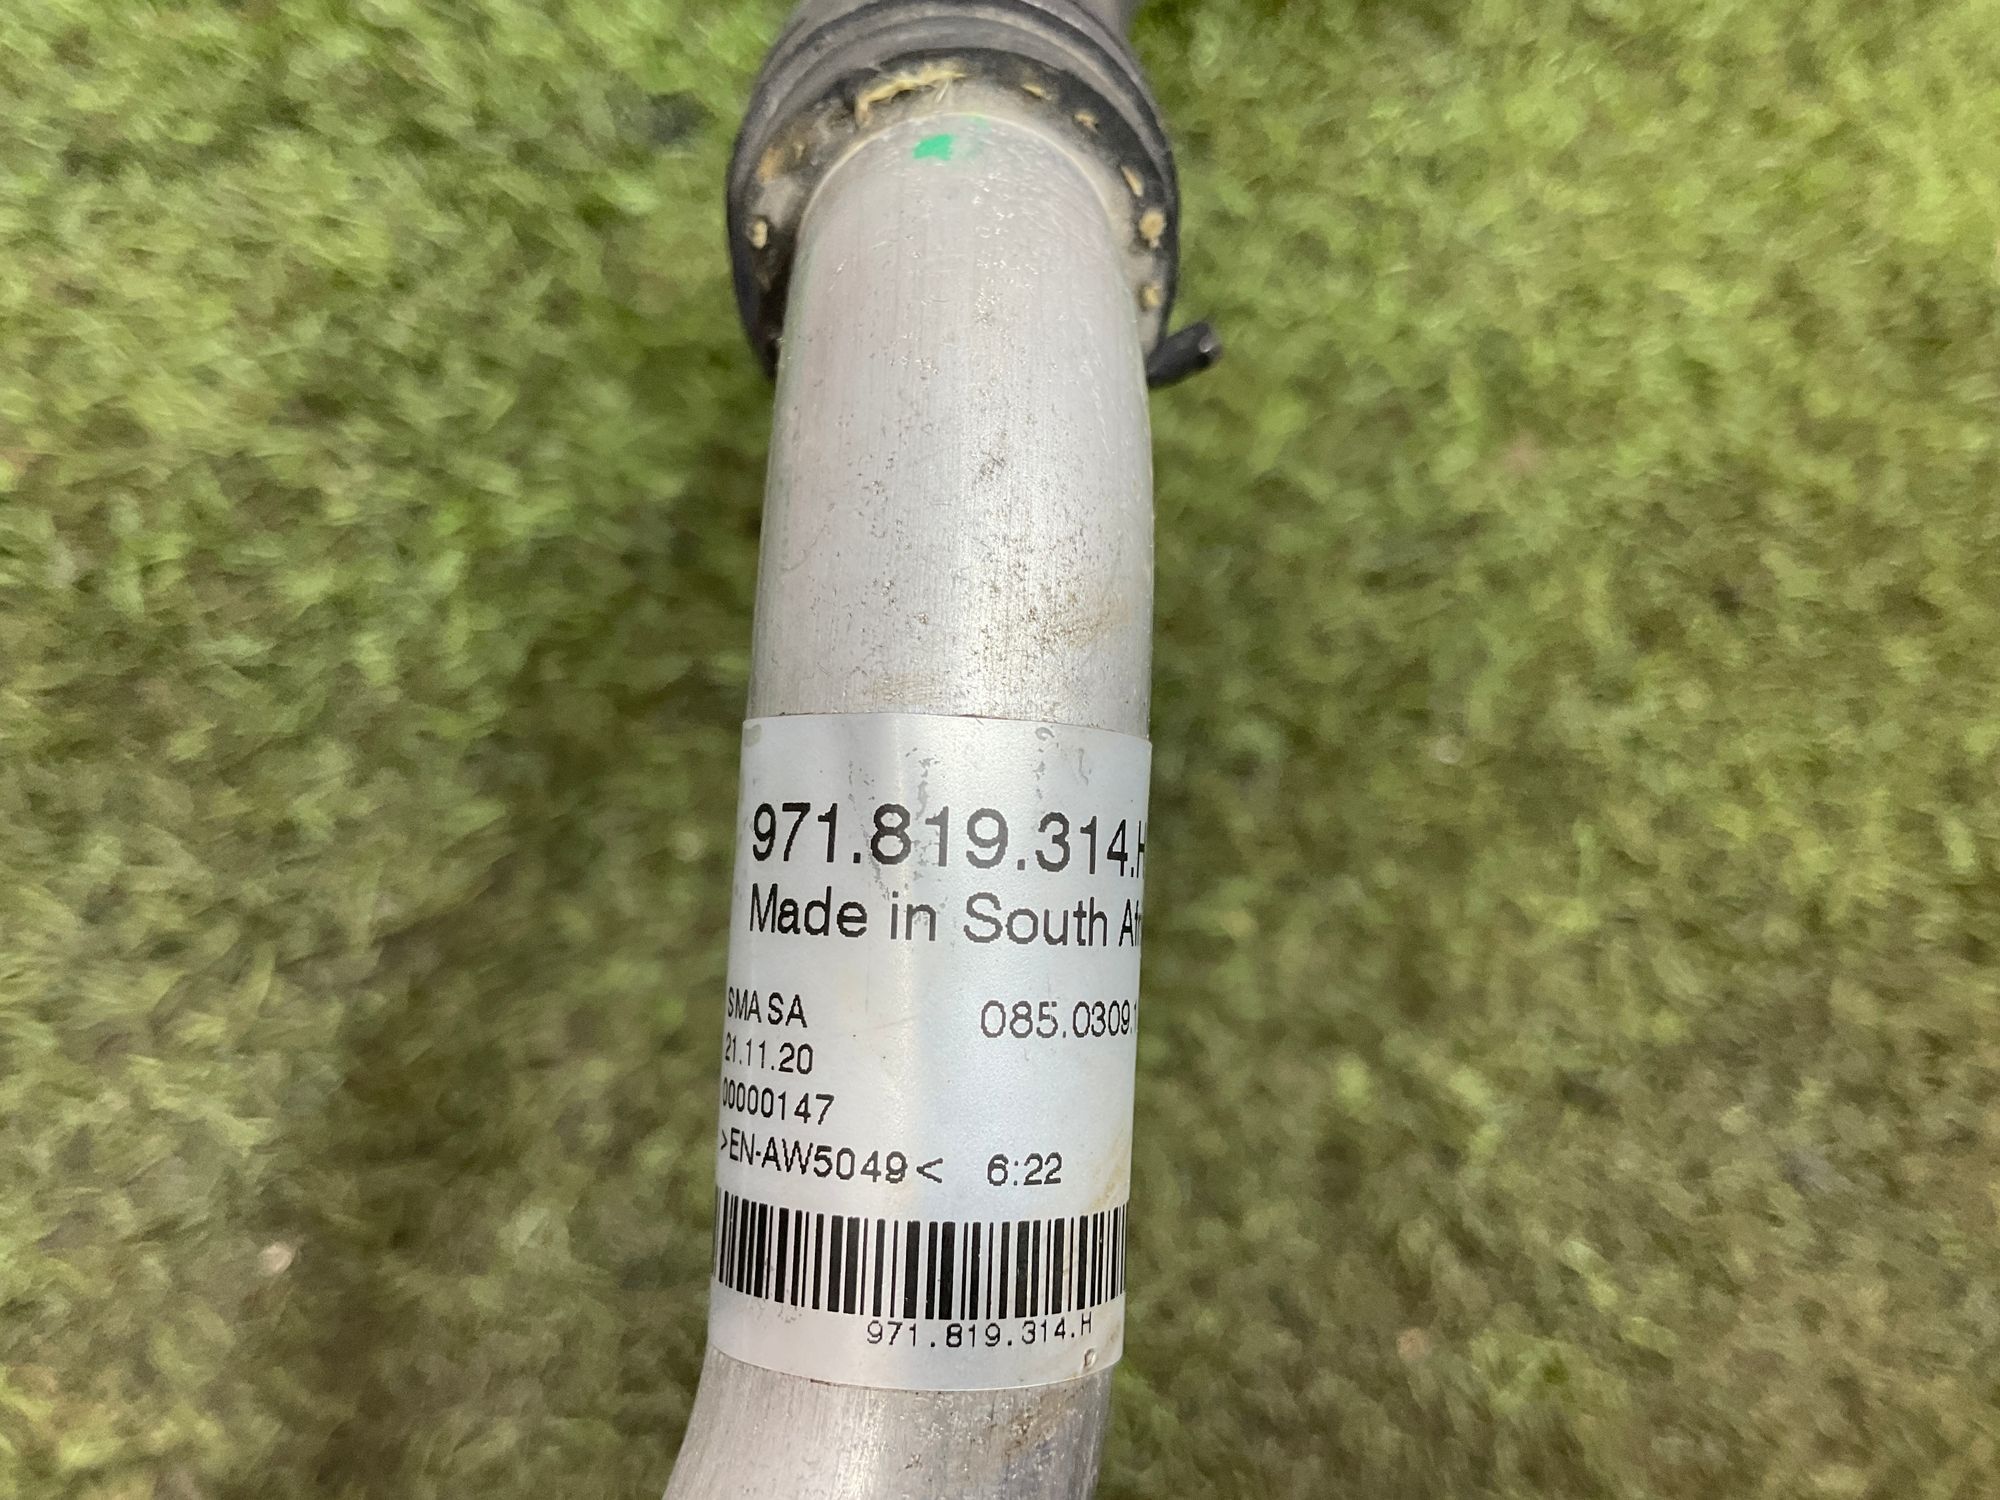 971.819.314.H
Made in South
SMA SA
085.0309.
21.11.20
00000147
>EN-AW5049< 6:22
971.819.314.H